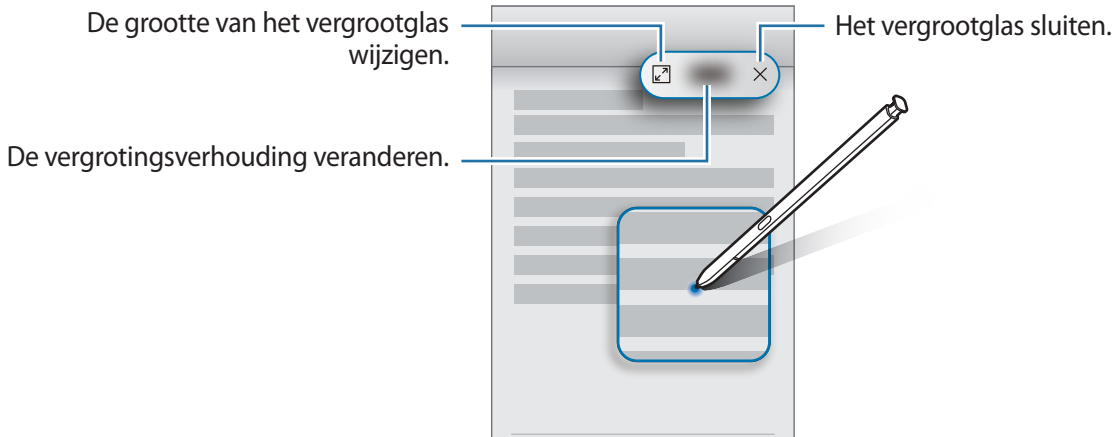 De grootte van het vergrootglas
wijzigen.
Het vergrootglas sluiten.
De vergrotingsverhouding veranderen.